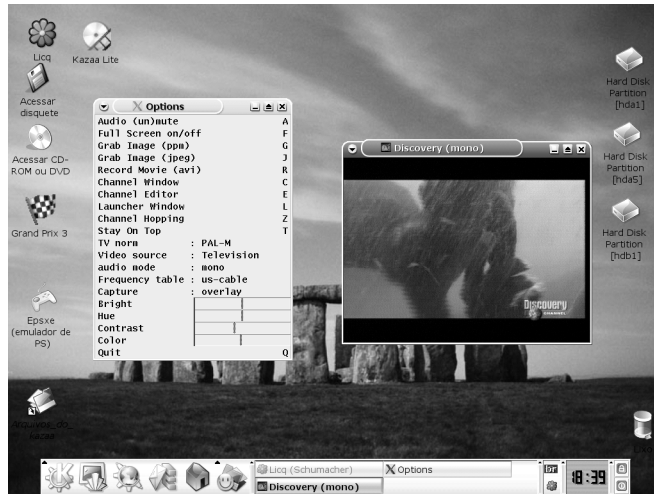 Licq
Kazaa Lite
Acessar
disquete
Acessar CD-
ROM ou DVD
Grand Prix 3
Epsxe
(emulador de
PS)
Arquivos_do_
kazaa
X Options
Audio (un)mute A
Full Screen on/off F
Grab Image (ppm) G
Grab Image (jpeg) J
Record Movie (avi) R
Channel Window C
Channel Editor E
Launcher Window L
Channel Hopping Z
Stay On Top T
TV norm : PAL-M
Video source : Television
audio mode : mono
Frequency table : us-cable
Capture : overlay
Bright
Hue
Contrast
Color
Quit Q
Discovery (mono)
Discovery
CHANNEL
Hard Disk
Partition
[hda1]
Hard Disk
Partition
[hda5]
Hard Disk
Partition
[hdb1]
Licq (Schumacher)
X Options
Discovery (mono)
br
18:39